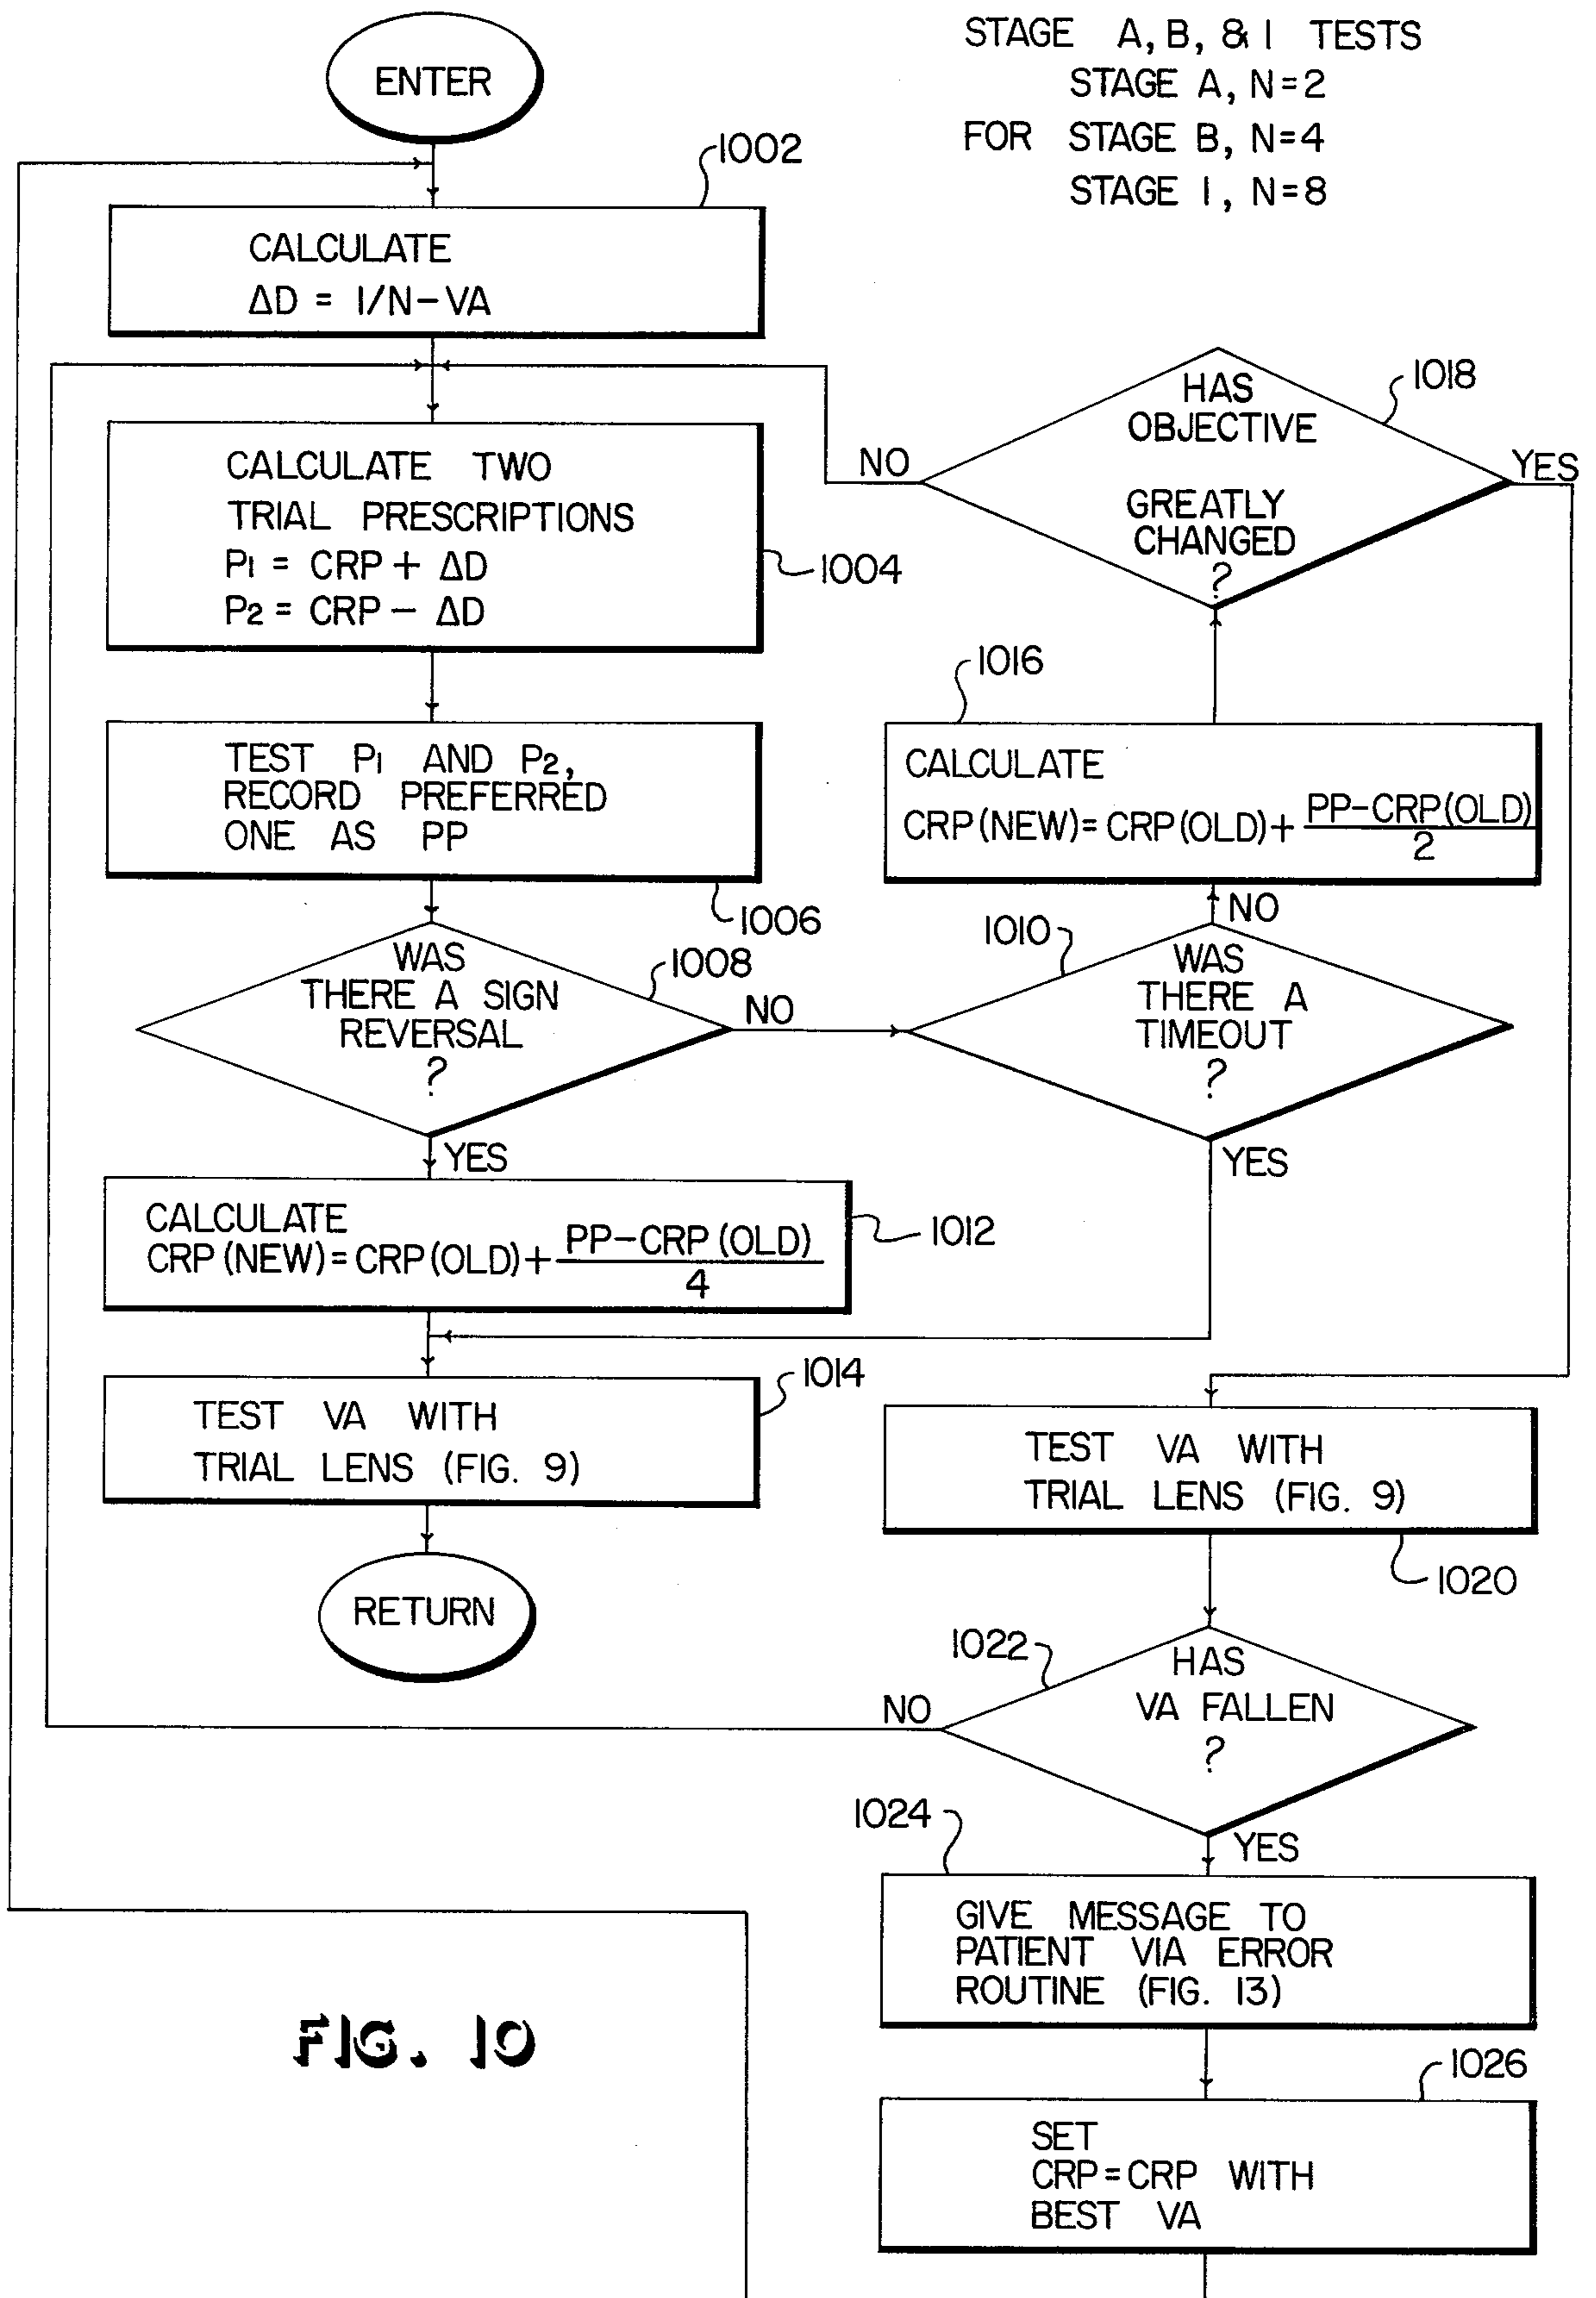 STAGE A, B, & I TESTS
STAGE A, N=2
FOR STAGE B, N=4
STAGE I, N=8
ENTER
1002
CALCULATE
ΔD = 1/N-VA
CALCULATE TWO
TRIAL PRESCRIPTIONS
P1 = CRP + ΔD
P2 = CRP - ΔD
1004
TEST P1 AND P2,
RECORD PREFERRED
ONE AS PP
1006
WAS
THERE A SIGN
REVERSAL
?
1008
NO
YES
CALCULATE
CRP (NEW)= CRP (OLD)+ PP-CRP (OLD)
4
1012
TEST VA WITH
TRIAL LENS (FIG. 9)
1014
RETURN
HAS
OBJECTIVE
GREATLY
CHANGED
?
1018
NO
YES
1016
CALCULATE
CRP (NEW)= CRP (OLD)+ PP-CRP(OLD)
2
NO
1010
WAS
THERE A
TIMEOUT
?
YES
TEST VA WITH
TRIAL LENS (FIG. 9)
1020
1022
HAS
VA FALLEN
?
NO
YES
1024
GIVE MESSAGE TO
PATIENT VIA ERROR
ROUTINE (FIG. 13)
1026
SET
CRP=CRP WITH
BEST VA
FIG. 10